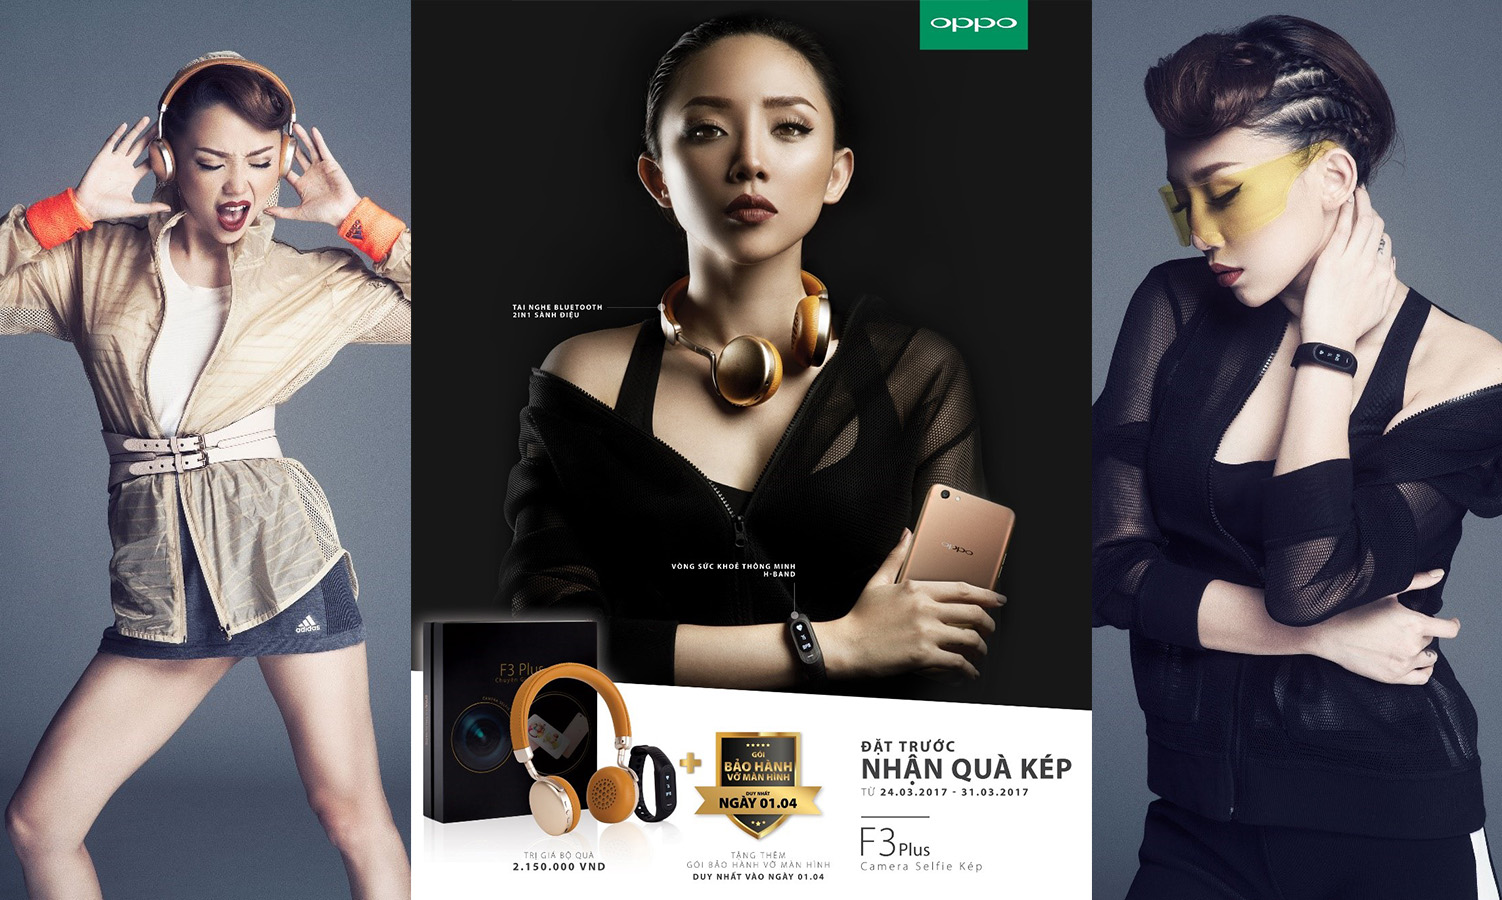 oppo
TAI NGHE BLUETOOTH
2IN1 SÀNH ĐIỆU
oppo
VÒNG SỨC KHOẺ THÔNG MINH
H-BAND
adidas
F3 Plus
GÓI
BẢO HÀNH
VỠ MÀN HÌNH
DUY NHẤT
NGÀY 01.04
ĐẶT TRƯỚC
NHẬN QUÀ KÉP
TỪ 24.03.2017 - 31.03.2017
F3 Plus
Camera Selfie Kép
TRỊ GIÁ BỘ QUÀ
2.150.000 VND
TẶNG THÊM
GÓI BẢO HÀNH VỠ MÀN HÌNH
DUY NHẤT VÀO NGÀY 01.04